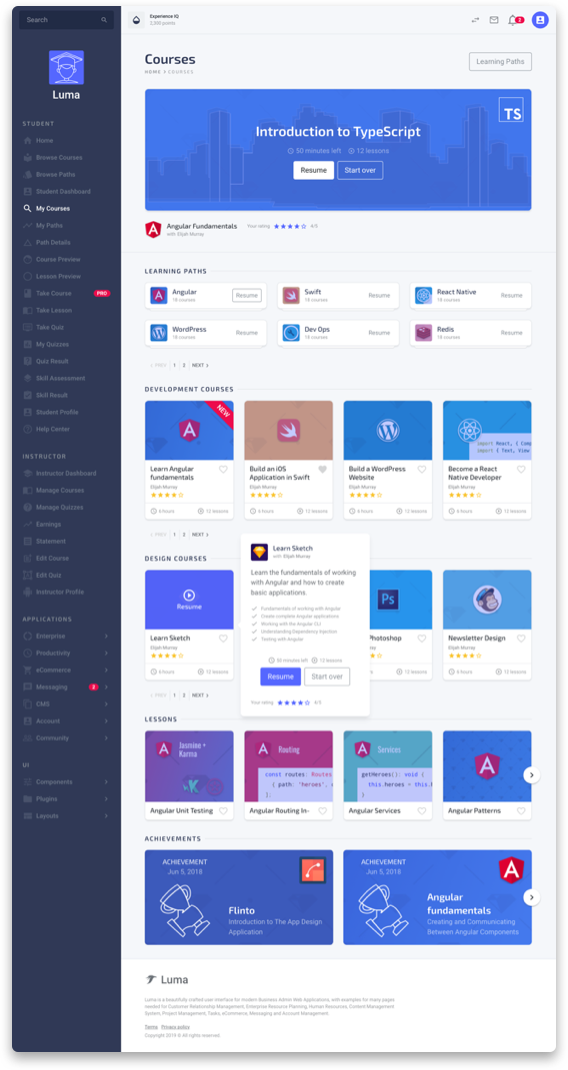 Search
Luma
STUDENT
Home
Browse Courses
Browse Paths
Student Dashboard
My Courses
My Paths
Path Details
Course Preview
Lesson Preview
Take Course PRO
Take Lesson
Take Quiz
My Quizzes
Quiz Result
Skill Assessment
Skill Result
Student Profile
Help Center
INSTRUCTOR
Instructor Dashboard
Manage Courses
Manage Quizzes
Earnings
Statement
Edit Course
Edit Quiz
Instructor Profile
APPLICATIONS
Enterprise
Productivity
eCommerce
Messaging 2
CMS
Account
Community
UI
Components
Plugins
Layouts
Experience IQ
2,300 points
2
Courses
HOME > COURSES
Learning Paths
TS
Introduction to TypeScript
50 minutes left 12 lessons
Resume Start over
Angular Fundamentals
with Elijah Murray
Your rating 4/5
LEARNING PATHS
Angular
18 courses
Resume
Swift
18 courses
Resume
React Native
18 courses
Resume
WordPress
18 courses
Resume
Dev Ops
18 courses
Resume
Redis
18 courses
Resume
< PREV 1 2 NEXT >
DEVELOPMENT COURSES
NEW
Learn Angular
fundamentals
Elijah Murray
6 hours 12 lessons
Build an iOS
Application in Swift
Elijah Murray
6 hours 12 lessons
Build a WordPress
Website
Elijah Murray
6 hours 12 lessons
import React, { Comp
import { Text, View
Become a React
Native Developer
Elijah Murray
6 hours 12 lessons
< PREV 1 2 NEXT >
DESIGN COURSES
Resume
Learn Sketch
Elijah Murray
6 hours 12 lessons
Learn Sketch
with Elijah Murray
Learn the fundamentals of working
with Angular and how to create
basic applications.
Fundamentals of working with Angular
Create complete Angular applications
Working with the Angular CLI
Understanding Dependency Injection
Testing with Angular
50 minutes left 12 lessons
Resume Start over
Your rating 4/5
Ps
Photoshop
12 lessons
Newsletter Design
Elijah Murray
6 hours 12 lessons
< PREV 1 2 NEXT >
LESSONS
Jasmine +
Karma
Angular Unit Testing
Routing
const routes: Routes
{ path: 'heroes',
];
Angular Routing In-
Services
getHeroes(): void {
this.heroes = this.
}
Angular Services
Angular Patterns
ACHIEVEMENTS
ACHIEVEMENT
Jun 5, 2018
Flinto
Introduction to The App Design
Application
ACHIEVEMENT
Jun 5, 2018
Angular
fundamentals
Creating and Communicating
Between Angular Components
Luma
Luma is a beautifully crafted user interface for modern Business Admin Web Applications, with examples for many pages
needed for Customer Relationship Management, Enterprise Resource Planning, Human Resources, Content Management
System, Project Management, Tasks, eCommerce, Messaging and Account Management.
Terms Privacy policy
Copyright 2019 © All rights reserved.